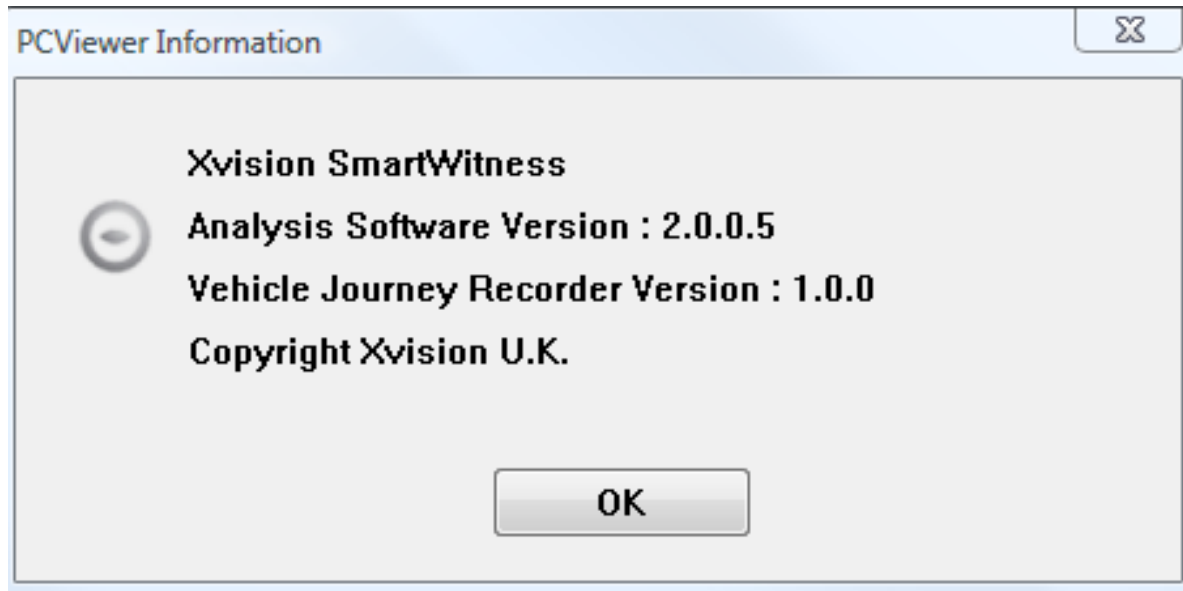 PCViewer Information
Xvision SmartWitness
Analysis Software Version : 2.0.0.5
Vehicle Journey Recorder Version : 1.0.0
Copyright Xvision U.K.
OK